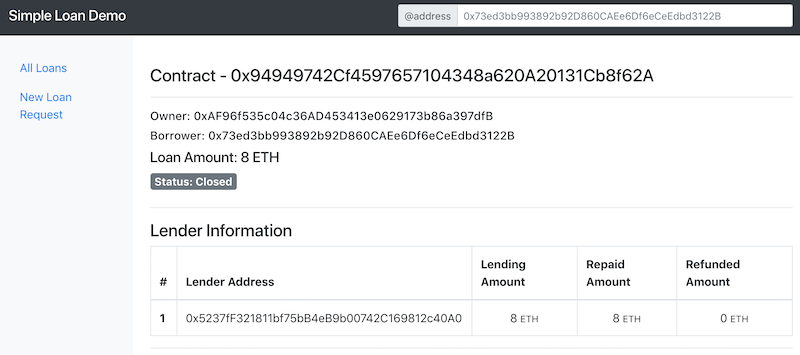 Simple Loan Demo
@address 0x73ed3bb993892b92D860CAEe6Df6eCeEdbd3122B
All Loans
New Loan
Request
Contract - 0x94949742Cf4597657104348a620A20131Cb8f62A
Owner: 0xAF96f535c04c36AD453413e0629173b86a397dfB
Borrower: 0x73ed3bb993892b92D860CAEe6Df6eCeEdbd3122B
Loan Amount: 8 ETH
Status: Closed
Lender Information
# Lender Address Lending Amount Repaid Amount Refunded Amount
1 0x5237fF321811bf75bB4eB9b00742C169812c40A0 8 ETH 8 ETH 0 ETH